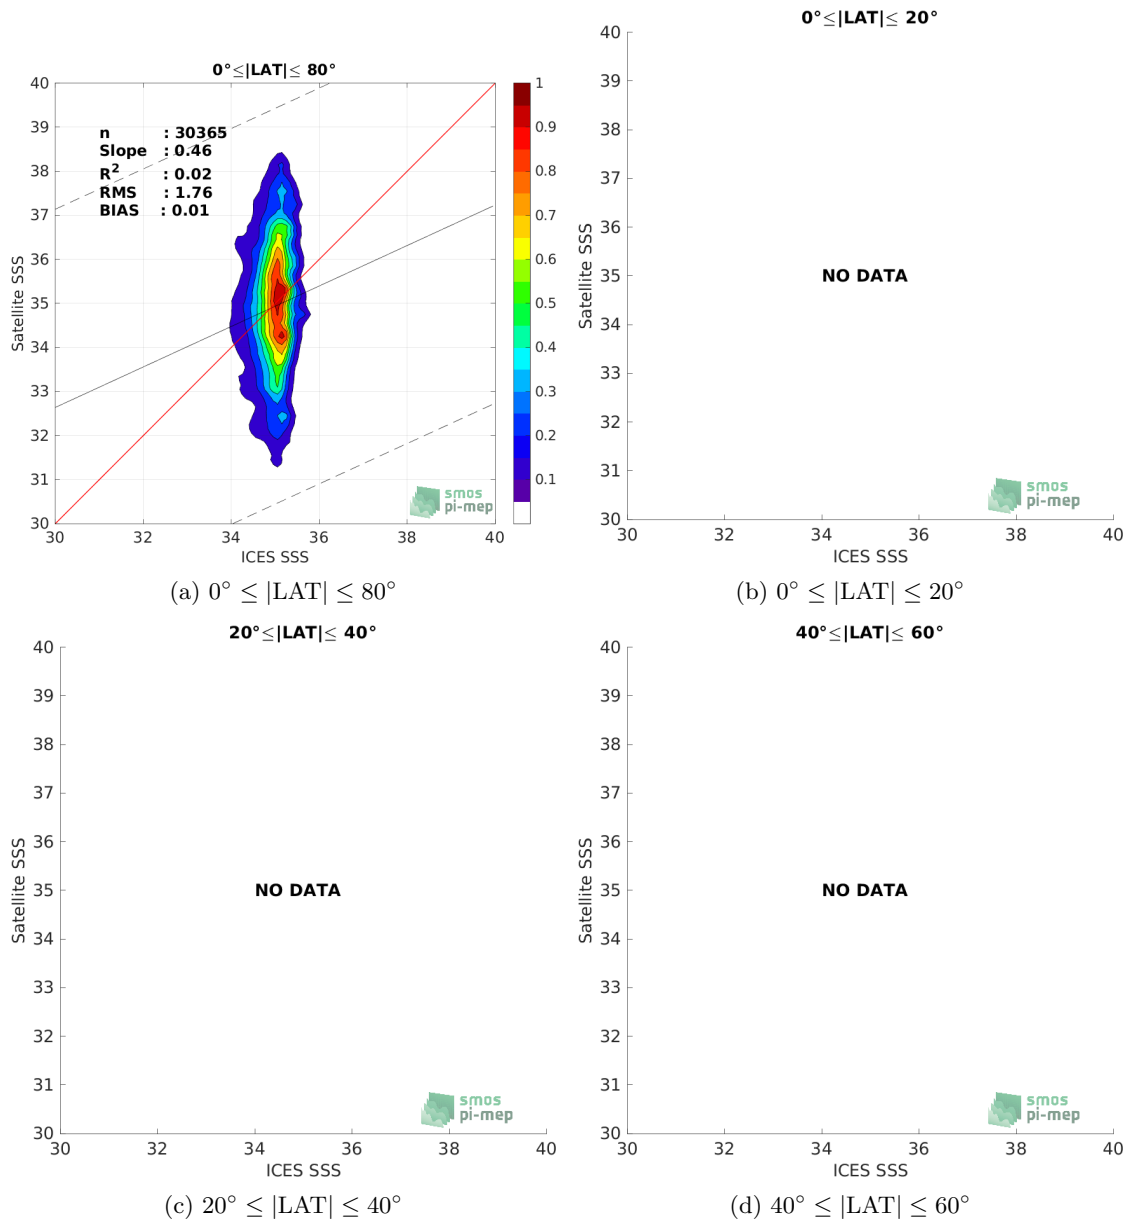 0°≤|LAT|≤ 80°
40
39
38
37
36
35
34
33
32
31
30
Satellite SSS
n : 30365
Slope : 0.46
R² : 0.02
RMS : 1.76
BIAS : 0.01
1
0.9
0.8
0.7
0.6
0.5
0.4
0.3
0.2
0.1
smos
pi-mep
30 32 34 36 38 40
ICES SSS
(a) 0° ≤ |LAT| ≤ 80°
0°≤|LAT|≤ 20°
40
39
38
37
36
35
34
33
32
31
30
Satellite SSS
NO DATA
smos
pi-mep
30 32 34 36 38 40
ICES SSS
(b) 0° ≤ |LAT| ≤ 20°
20°≤|LAT|≤ 40°
40
39
38
37
36
35
34
33
32
31
30
Satellite SSS
NO DATA
smos
pi-mep
30 32 34 36 38 40
ICES SSS
(c) 20° ≤ |LAT| ≤ 40°
40°≤|LAT|≤ 60°
40
39
38
37
36
35
34
33
32
31
30
Satellite SSS
NO DATA
smos
pi-mep
30 32 34 36 38 40
ICES SSS
(d) 40° ≤ |LAT| ≤ 60°